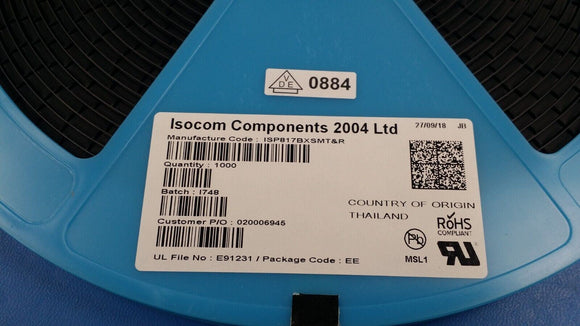 VDE 0884
Isocom Components 2004 Ltd 27/09/18 JB
Manufacture Code : ISP817BXSMT&R
Quantity : 1000
Batch : I748
COUNTRY OF ORIGIN
THAILAND
Customer P/O : 020006945
RoHS
COMPLIANT
Pb
MSL1
RU
UL File No : E91231 / Package Code : EE